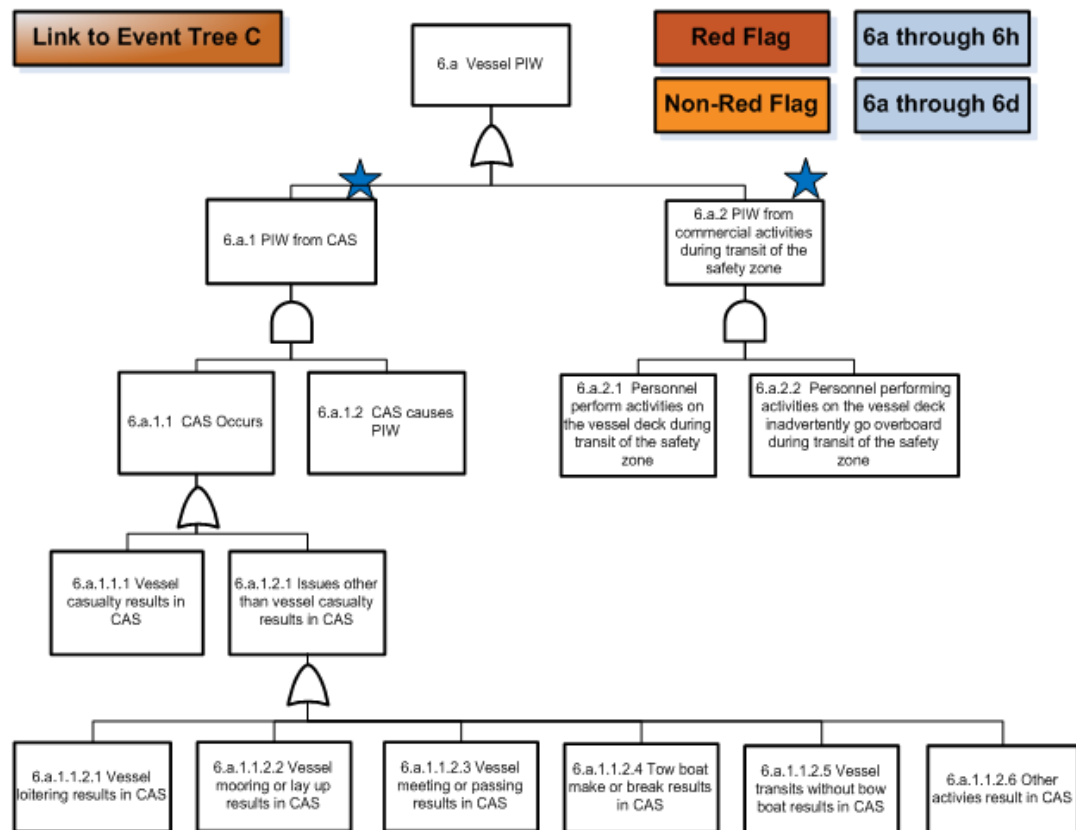 Link to Event Tree C
6.a Vessel PIW
Red Flag
6a through 6h
Non-Red Flag
6a through 6d
6.a.1 PIW from CAS
6.a.2 PIW from
commercial activities
during transit of the
safety zone
6.a.1.1 CAS Occurs
6.a.1.2 CAS causes
PIW
6.a.2.1 Personnel
perform activities on
the vessel deck during
transit of the safety
zone
6.a.2.2 Personnel performing
activities on the vessel deck
inadvertently go overboard
during transit of the safety
zone
6.a.1.1.1 Vessel
casualty results in
CAS
6.a.1.2.1 Issues other
than vessel casualty
results in CAS
6.a.1.1.2.1 Vessel
loitering results in CAS
6.a.1.1.2.2 Vessel
mooring or lay up
results in CAS
6.a.1.1.2.3 Vessel
meeting or passing
results in CAS
6.a.1.1.2.4 Tow boat
make or break results
in CAS
6.a.1.1.2.5 Vessel
transits without bow
boat results in CAS
6.a.1.1.2.6 Other
activies result in CAS